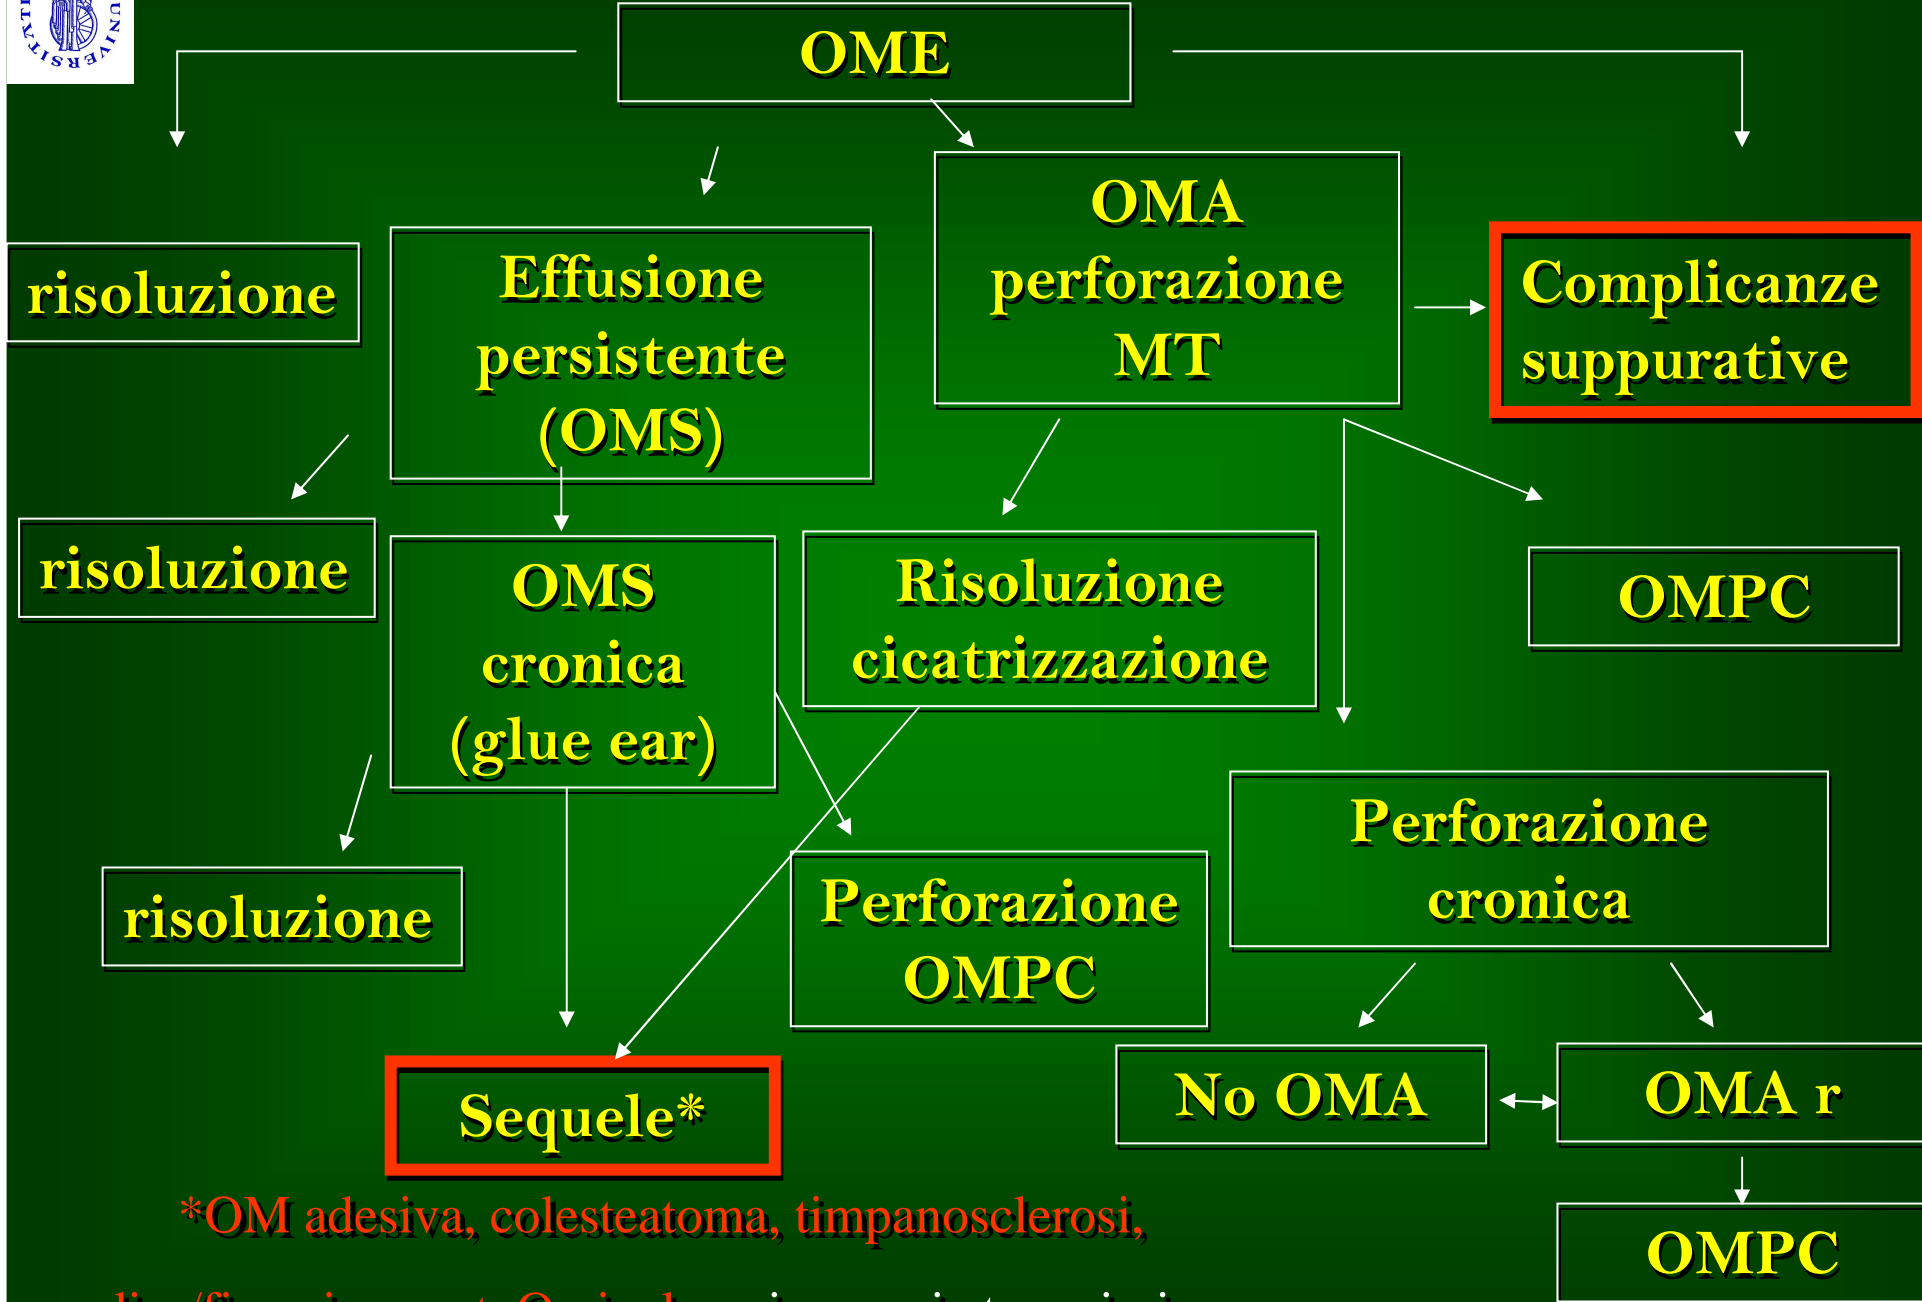 UNIVERSITA
OME
OMA
perforazione
MT
risoluzione
Effusione
persistente
(OMS)
Complicanze
suppurative
risoluzione
OMS
cronica
(glue ear)
Risoluzione
cicatrizzazione
OMPC
Perforazione
cronica
risoluzione
Perforazione
OMPC
No OMA
OMA r
Sequele*
*OM adesiva, colesteatoma, timpanosclerosi,
OMPC